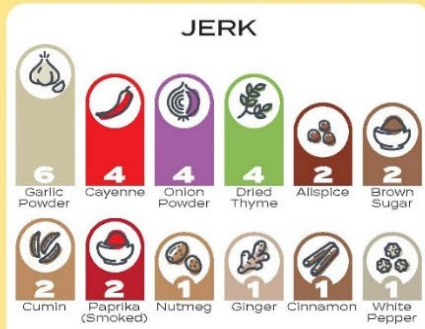 JERK
6 4 4 4 2 2
Garlic Powder Cayenne Onion Powder Dried Thyme Allspice Brown Sugar
2 2 1 1 1 1
Cumin Paprika (Smoked) Nutmeg Ginger Cinnamon White Pepper